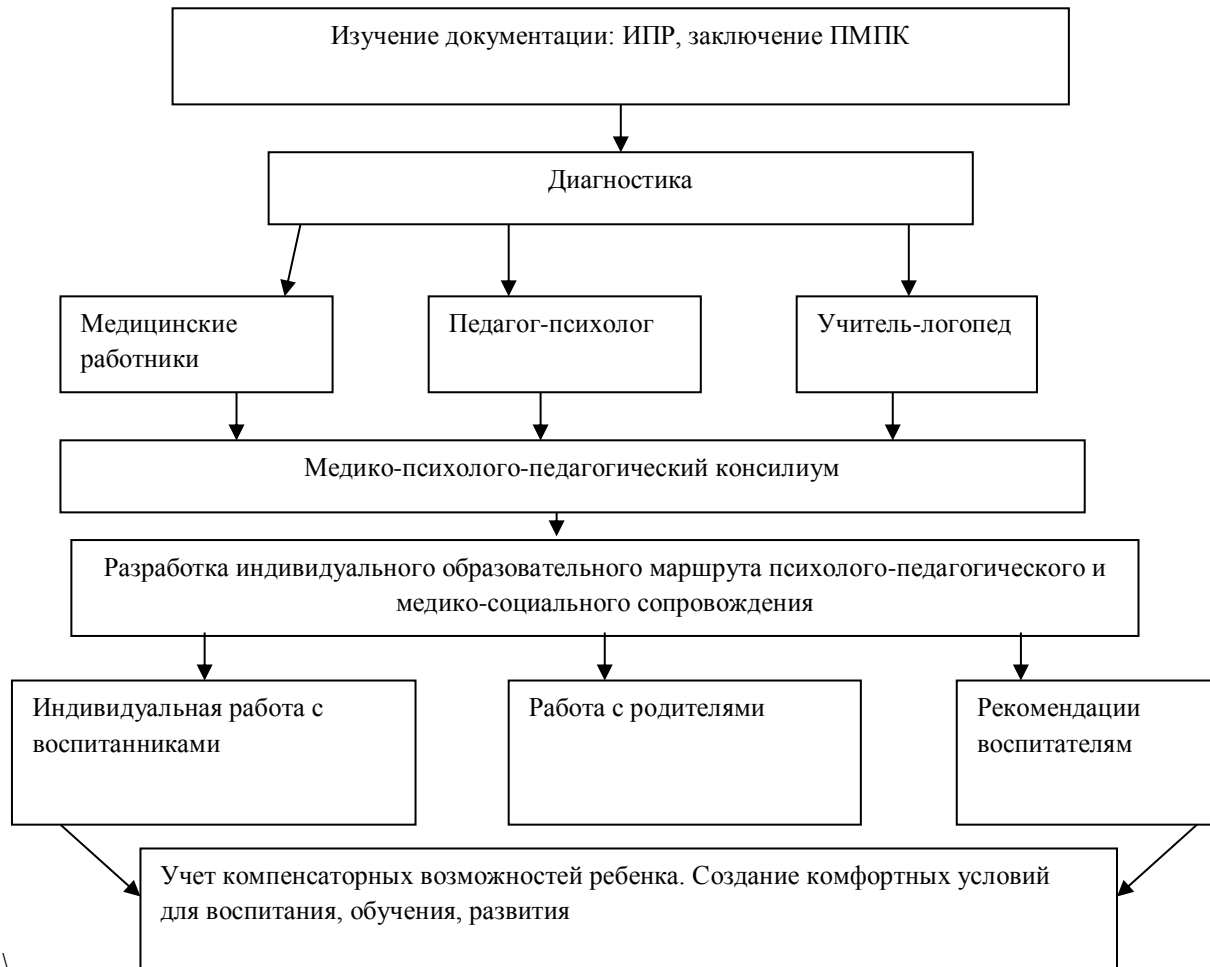 Изучение документации: ИПР, заключение ПМПК
Диагностика
Медицинские
работники
Педагог-психолог
Учитель-логопед
Медико-психолого-педагогический консилиум
Разработка индивидуального образовательного маршрута психолого-педагогического и
медико-социального сопровождения
Индивидуальная работа с
воспитанниками
Работа с родителями
Рекомендации
воспитателям
Учет компенсаторных возможностей ребенка. Создание комфортных условий
для воспитания, обучения, развития
\